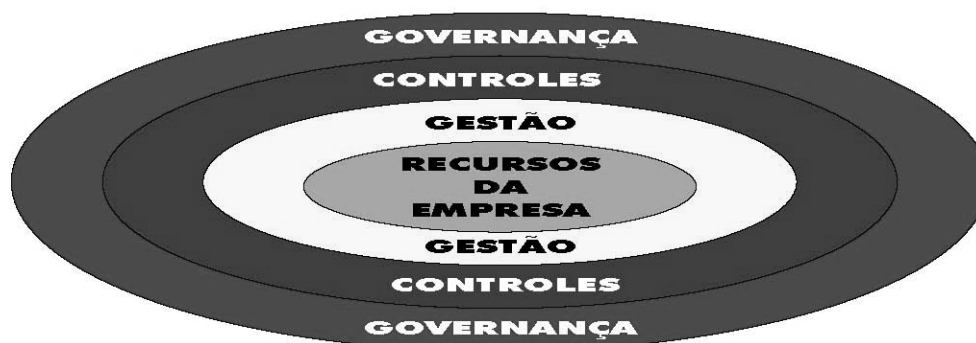 GOVERNANÇA
CONTROLES
GESTÃO
RECURSOS
DA
EMPRESA
GESTÃO
CONTROLES
GOVERNANÇA